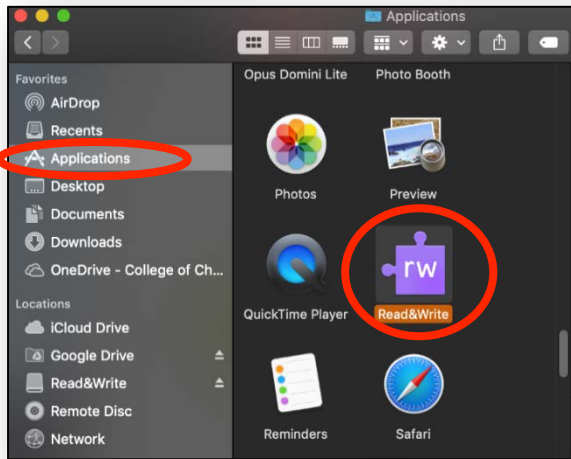 Applications
Favorites
AirDrop
Recents
Applications
Desktop
Documents
Downloads
OneDrive - College of Ch...
Locations
iCloud Drive
Google Drive
Read&Write
Remote Disc
Network
Opus Domini Lite Photo Booth
Photos Preview
rw
QuickTime Player Read&Write
Reminders Safari